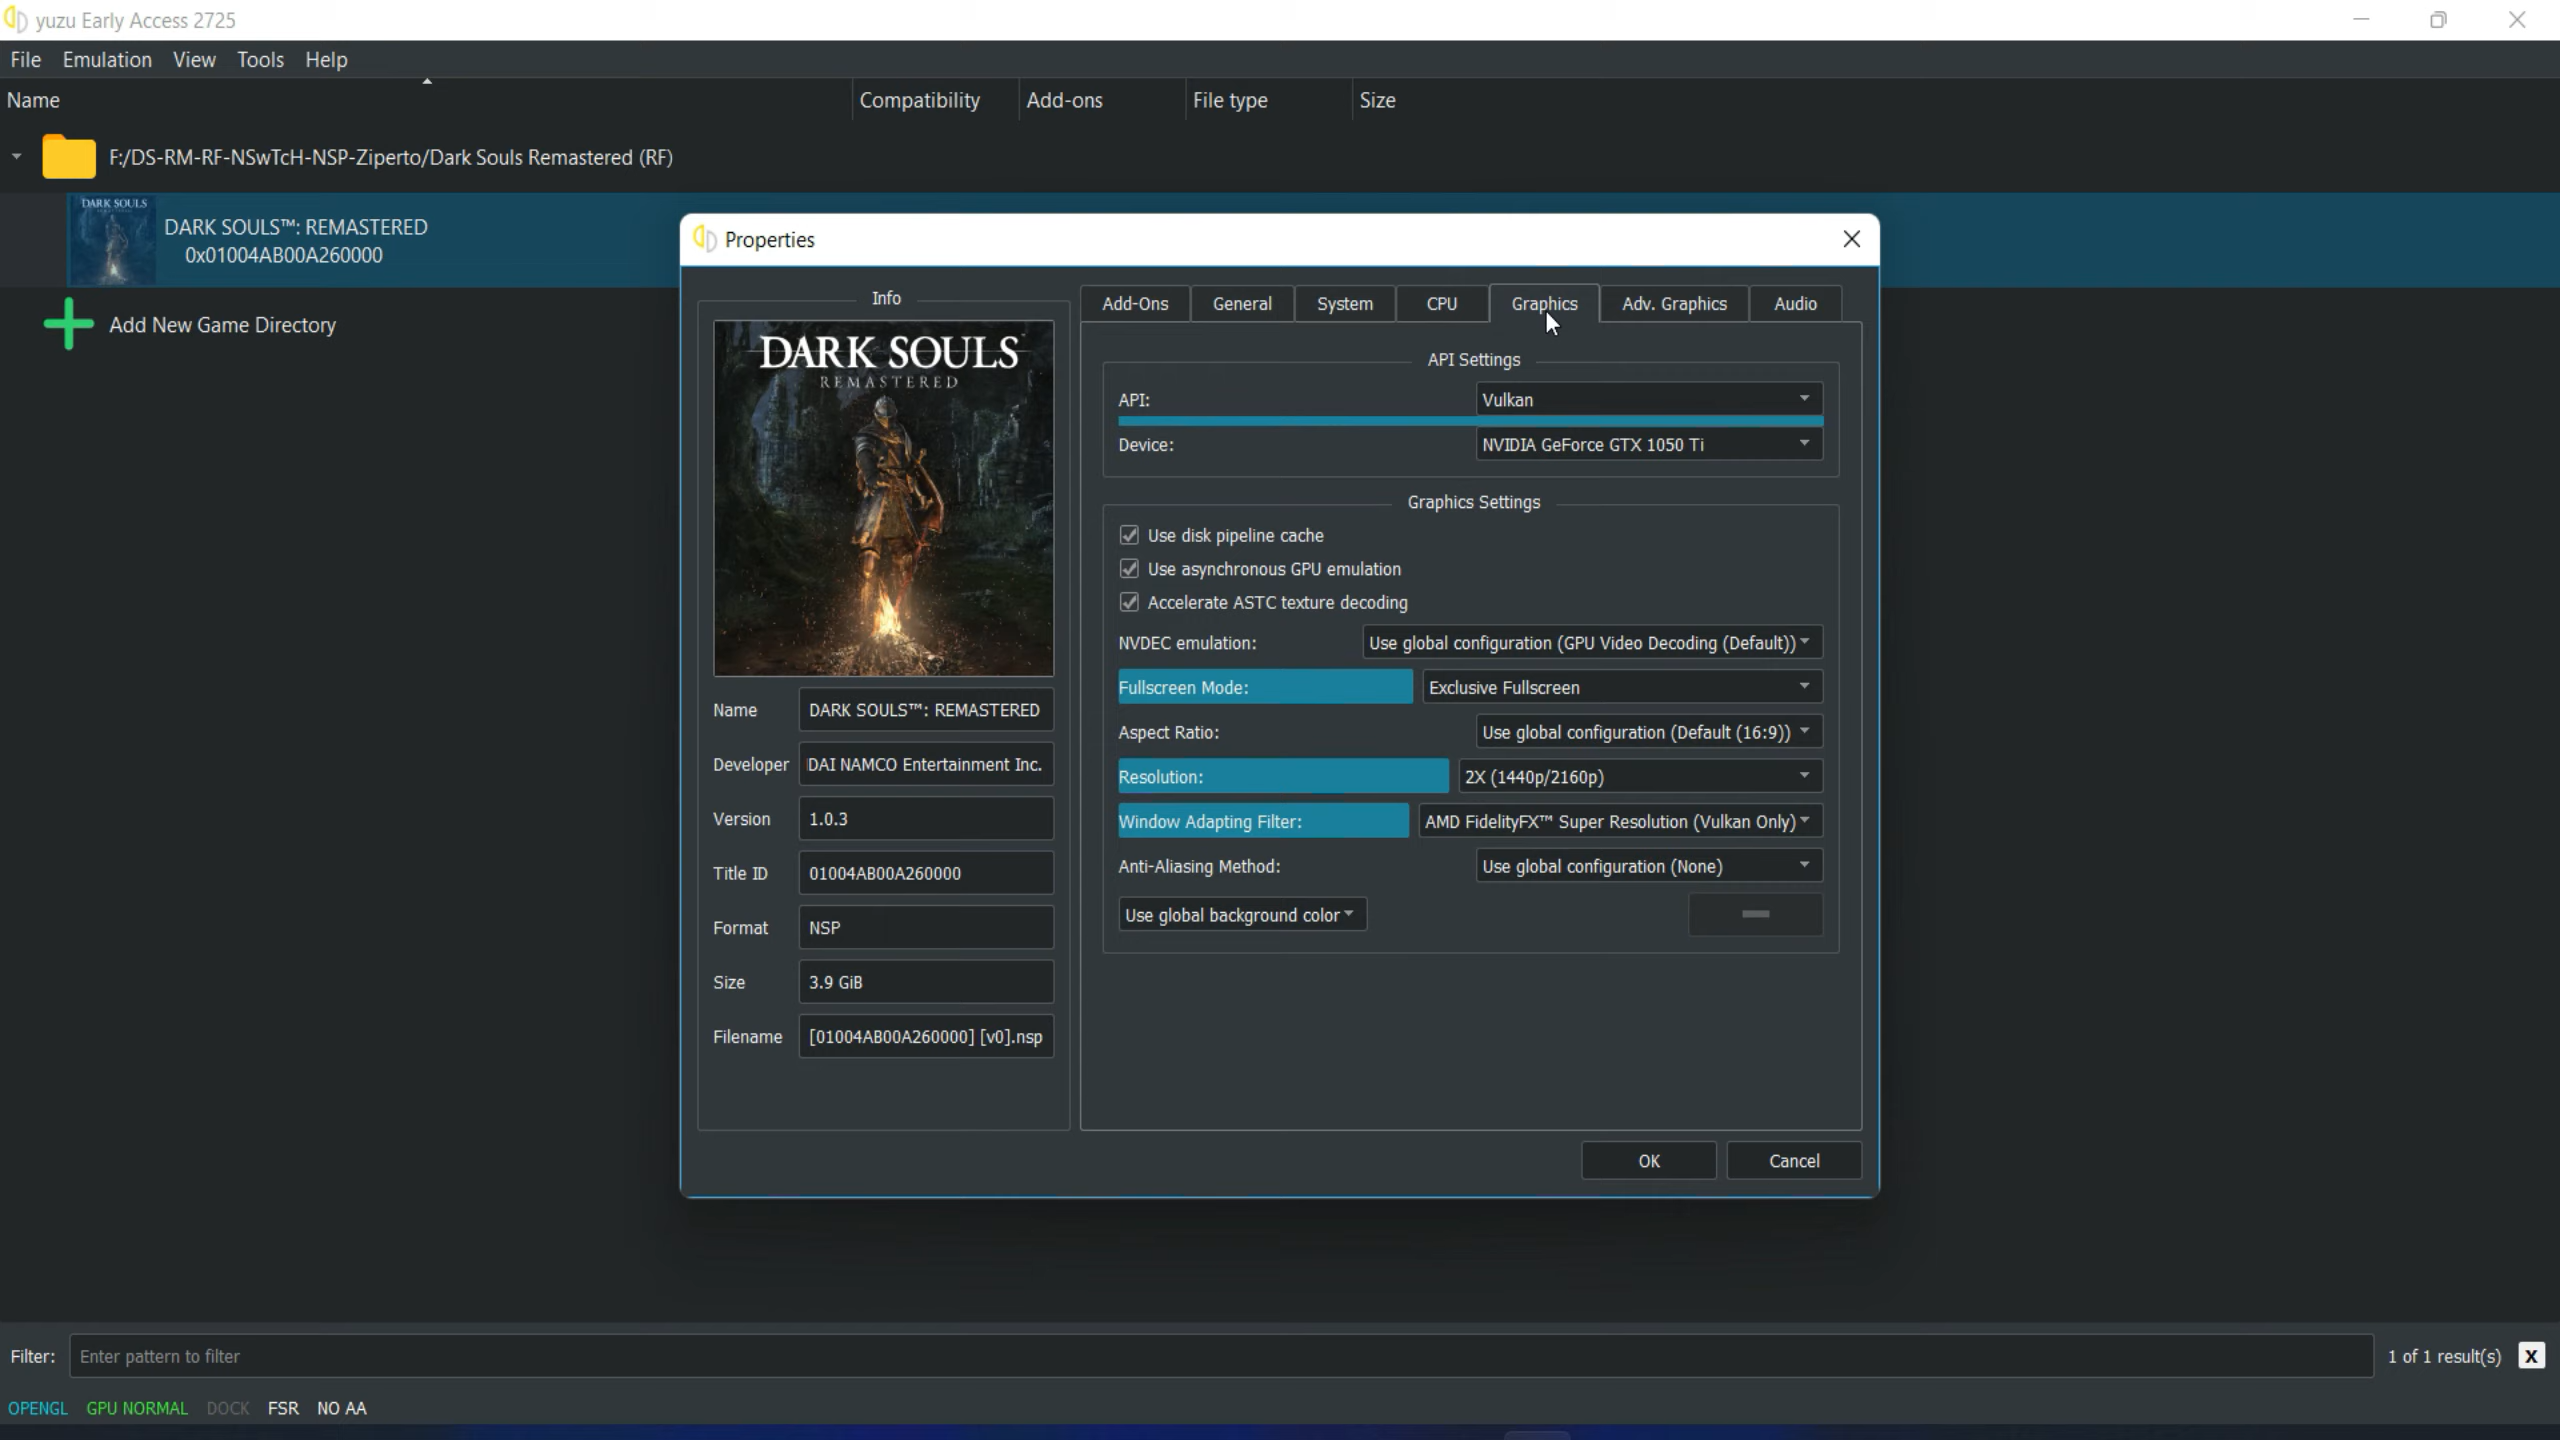 yuzu Early Access 2725
File Emulation View Tools Help
Name Compatibility Add-ons File type Size
F:/DS-RM-RF-NSwTcH-NSP-Ziperto/Dark Souls Remastered (RF)
DARK SOULS
DARK SOULS™: REMASTERED
0x01004AB00A260000
Add New Game Directory
Properties
Info
DARK SOULS™
REMASTERED
Name DARK SOULS™: REMASTERED
Developer DAI NAMCO Entertainment Inc.
Version 1.0.3
Title ID 01004AB00A260000
Format NSP
Size 3.9 GiB
Filename [01004AB00A260000] [v0].nsp
Add-Ons General System CPU Graphics Adv. Graphics Audio
API Settings
API: Vulkan
Device: NVIDIA GeForce GTX 1050 Ti
Graphics Settings
Use disk pipeline cache
Use asynchronous GPU emulation
Accelerate ASTC texture decoding
NVDEC emulation: Use global configuration (GPU Video Decoding (Default))
Fullscreen Mode: Exclusive Fullscreen
Aspect Ratio: Use global configuration (Default (16:9))
Resolution: 2X (1440p/2160p)
Window Adapting Filter: AMD FidelityFX™ Super Resolution (Vulkan Only)
Anti-Aliasing Method: Use global configuration (None)
Use global background color
OK Cancel
Filter: Enter pattern to filter 1 of 1 result(s) X
OPENGL GPU NORMAL DOCK FSR NO AA